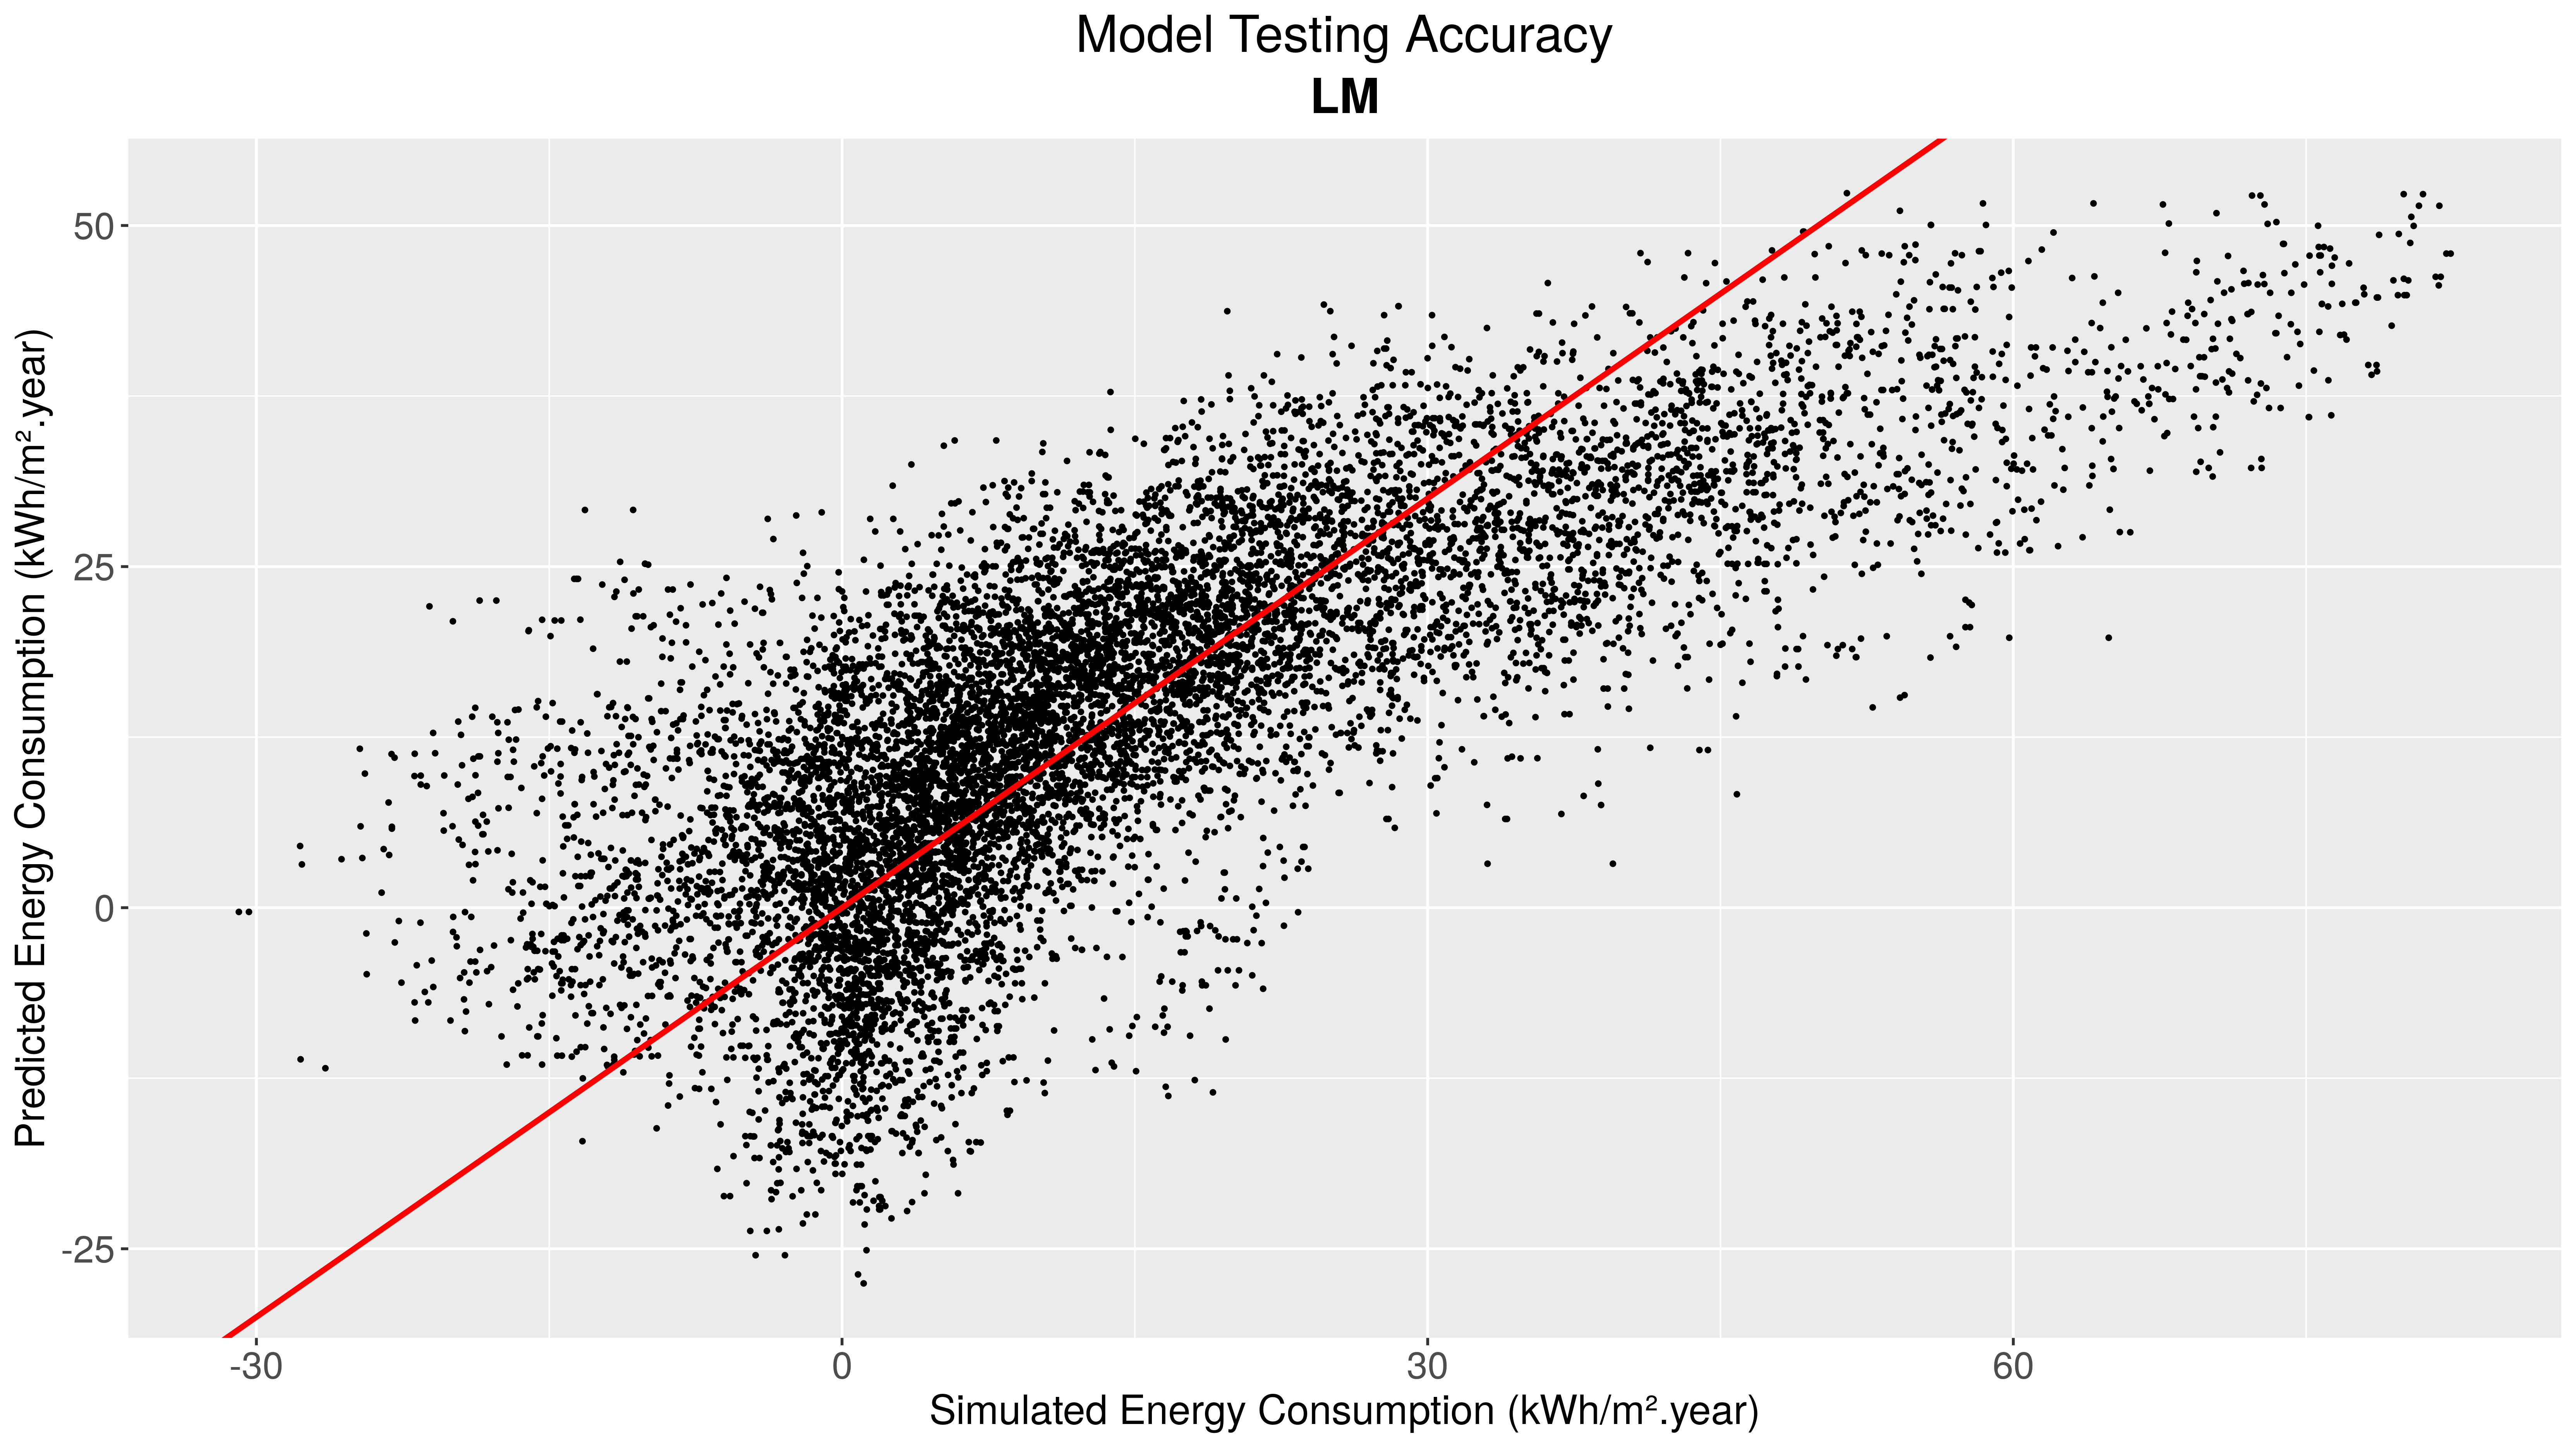 Model Testing Accuracy
LM
Predicted Energy Consumption (kWh/m².year)
50
25
0
-25
-30
0
30
60
Simulated Energy Consumption (kWh/m².year)